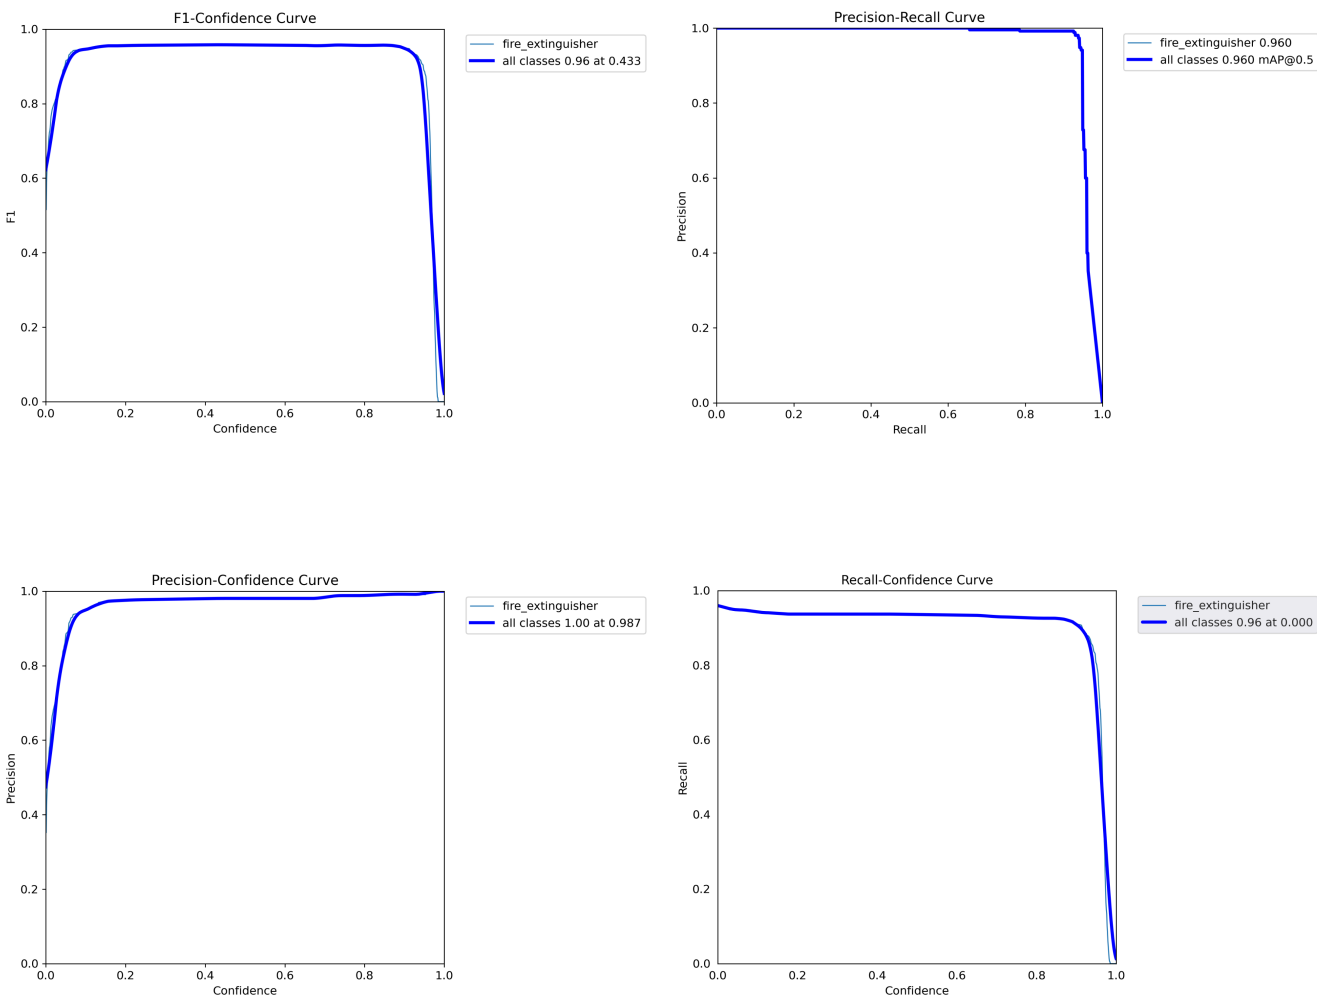 F1-Confidence Curve
1.0
0.8
0.6
0.4
0.2
0.0
F1
0.0 0.2 0.4 0.6 0.8 1.0
Confidence
fire_extinguisher
all classes 0.96 at 0.433
Precision-Recall Curve
1.0
0.8
0.6
0.4
0.2
0.0
Precision
0.0 0.2 0.4 0.6 0.8 1.0
Recall
fire_extinguisher 0.960
all classes 0.960 mAP@0.5
Precision-Confidence Curve
1.0
0.8
0.6
0.4
0.2
0.0
Precision
0.0 0.2 0.4 0.6 0.8 1.0
Confidence
fire_extinguisher
all classes 1.00 at 0.987
Recall-Confidence Curve
1.0
0.8
0.6
0.4
0.2
0.0
Recall
0.0 0.2 0.4 0.6 0.8 1.0
Confidence
fire_extinguisher
all classes 0.96 at 0.000